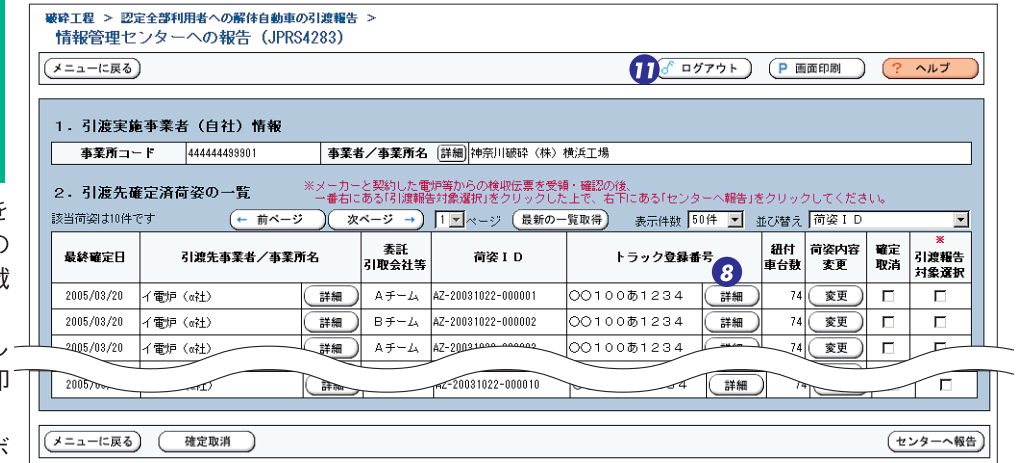 破砕工程 > 認定全部利用者への解体自動車の引渡報告 >
情報管理センターへの報告（JPRS4283）
メニューに戻る 11 ログアウト P 画面印刷 ? ヘルプ
1．引渡実施事業者（自社）情報
事業所コード 444444499901 事業者／事業所名 詳細 神奈川破砕（株）横浜工場
2．引渡先確定済荷姿の一覧
※メーカーと契約した電炉等からの検収伝票を受領・確認の後、
一番右にある「引渡報告対象選択」をクリックした上で、右下にある「センターへ報告」をクリックしてください。
該当荷姿は10件です ← 前ページ 次ページ → 1 ページ 最新の一覧取得 表示件数 50件 並び替え 荷姿ＩＤ
最終確定日 引渡先事業者／事業所名 委託引取会社等 荷姿ＩＤ トラック登録番号 8 紐付車台数 荷姿内容変更 確定取消 ※引渡報告対象選択
2005/03/20 イ電炉（α社） 詳細 Ａチーム AZ-20031022-000001 〇〇１００あ１２３４ 詳細 74 変更
2005/03/20 イ電炉（α社） 詳細 Ｂチーム AZ-20031022-000002 〇〇１００あ１２３４ 詳細 74 変更
2005/03/20 イ電炉（α社） 詳細 Ａチーム AZ-20031022-000003 〇〇１００あ１２３４ 詳細 74 変更
AZ-20031022-000010 詳細
メニューに戻る 確定取消 センターへ報告